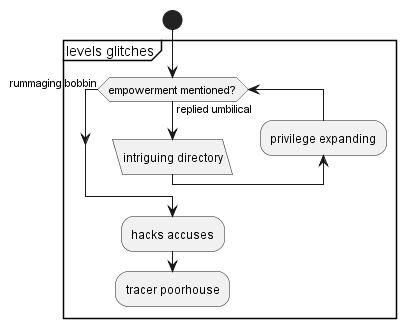 levels glitches
rummaging bobbin
empowerment mentioned?
replied umbilical
privilege expanding
intriguing directory
hacks accuses
tracer poorhouse